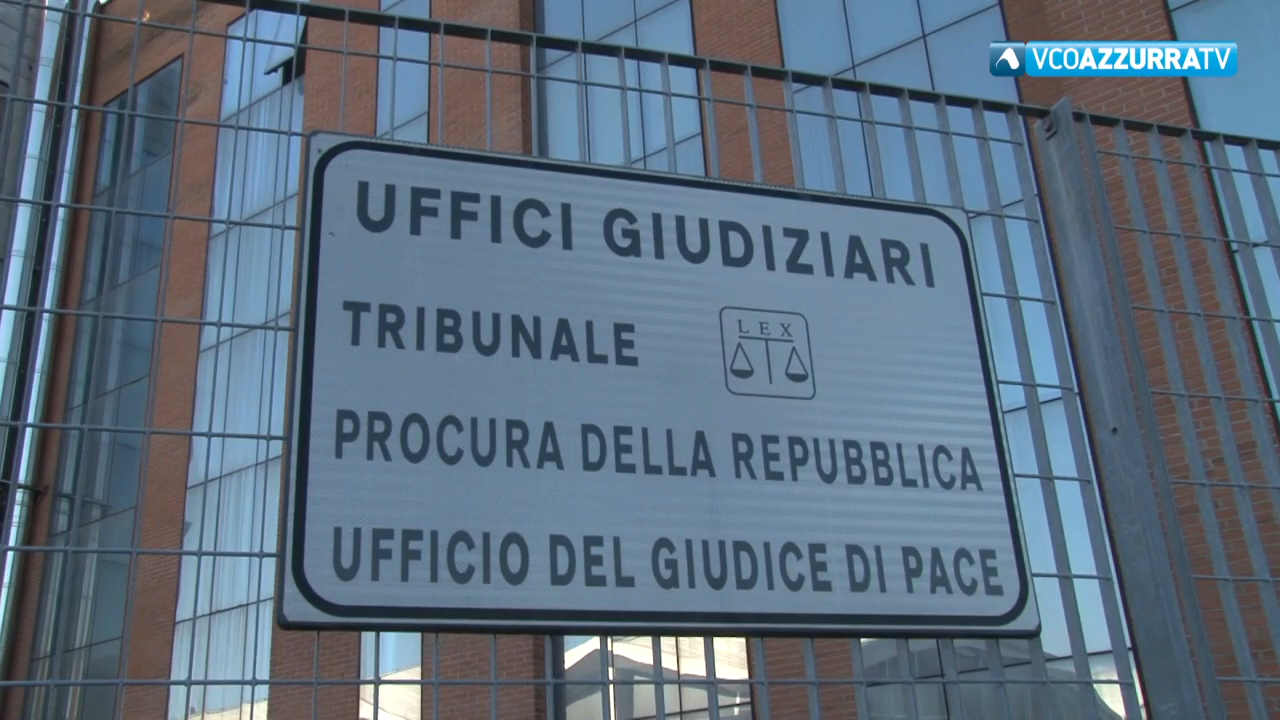 VCOAZZURRATV
UFFICI GIUDIZIARI
TRIBUNALE
LEX
PROCURA DELLA REPUBBLICA
UFFICIO DEL GIUDICE DI PACE